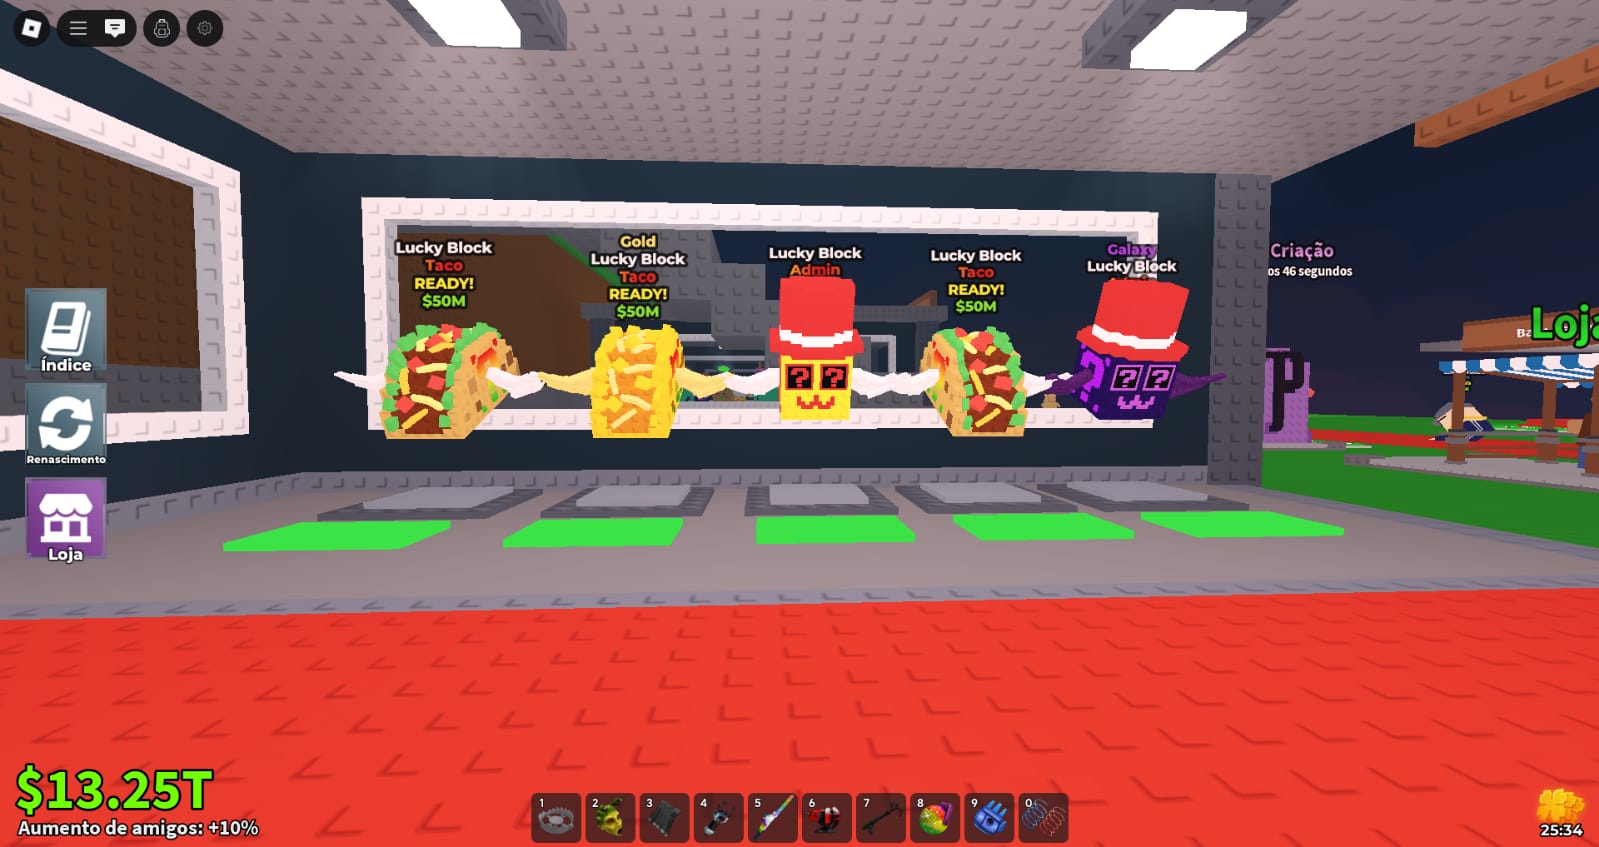 Lucky Block
Taco
READY!
$50M
Gold
Lucky Block
Taco
READY!
$50M
Lucky Block
Admin
Lucky Block
Taco
READY!
$50M
Galaxy
Lucky Block
? ?
? ?
Criação
os 46 segundos
Loja
Ba
P
Índice
Renascimento
Loja
$13.25T
Aumento de amigos: +10%
1 2 3 4 5 6 7 8 9 0
25:34